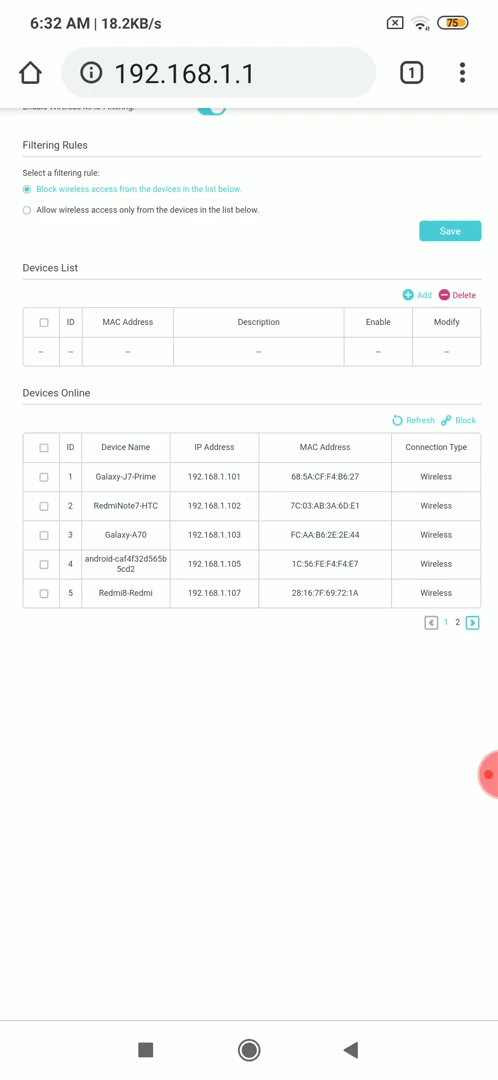 6:32 AM | 18.2KB/s
75
192.168.1.1
1
Enable Wireless MAC Filtering:
Filtering Rules
Select a filtering rule:
Block wireless access from the devices in the list below.
Allow wireless access only from the devices in the list below.
Save
Devices List
Add Delete
ID MAC Address Description Enable Modify
-- -- -- -- -- --
Devices Online
Refresh Block
ID Device Name IP Address MAC Address Connection Type
1 Galaxy-J7-Prime 192.168.1.101 68:5A:CF:F4:B6:27 Wireless
2 RedmiNote7-HTC 192.168.1.102 7C:03:AB:3A:6D:E1 Wireless
3 Galaxy-A70 192.168.1.103 FC:AA:B6:2E:2E:44 Wireless
4 android-caf4f32d565b5cd2 192.168.1.105 1C:56:FE:F4:F4:E7 Wireless
5 Redmi8-Redmi 192.168.1.107 28:16:7F:69:72:1A Wireless
1 2